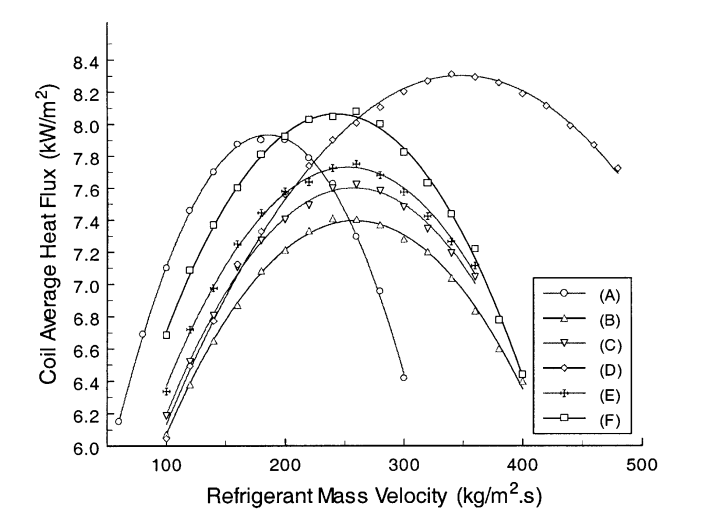 Coil Average Heat Flux (kW/m²)
8.4
8.2
8.0
7.8
7.6
7.4
7.2
7.0
6.8
6.6
6.4
6.2
6.0
(A)
(B)
(C)
(D)
(E)
(F)
100
200
300
400
500
Refrigerant Mass Velocity (kg/m².s)